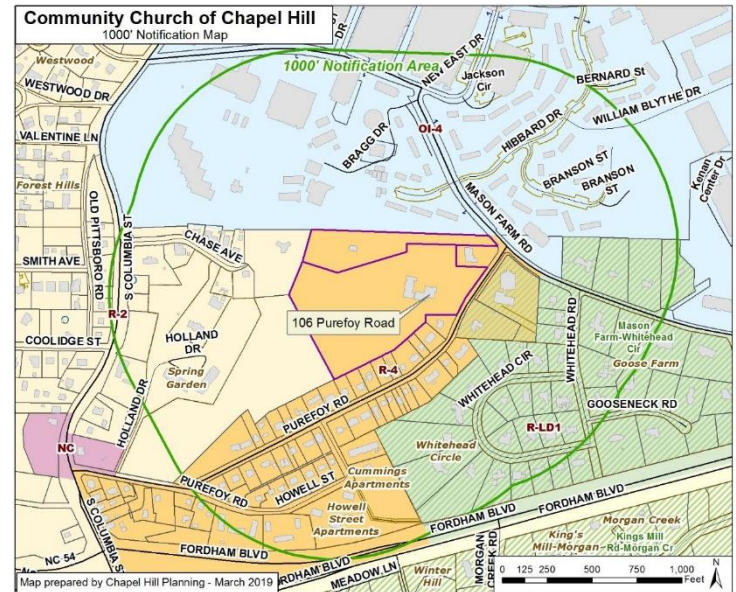 Community Church of Chapel Hill
1000' Notification Map
1000' Notification Area
Westwood
WESTWOOD DR
VALENTINE LN
Forest Hills
OLD PITTSBORO RD
S COLUMBIA ST
SMITH AVE
R-2
COOLIDGE ST
CHASE AVE
HOLLAND DR
Spring Garden
HOLLAND DR
NC
S COLUMBIA ST
NC 54
DR
NEW EAST DR
Jackson Cir
BERNARD St
WILLIAM BLYTHE DR
HIBBARD DR
OI-4
BRAGG DR
BRANSON ST
BRANSON ST
Kenan Center Dr
MASON FARM RD
106 Purefoy Road
R-4
PUREFOY RD
WHITEHEAD RD
WHITEHEAD CIR
Mason Farm-Whitehead Cir
Goose Farm
GOOSENECK RD
R-LD1
Whitehead Circle
PUREFOY RD
HOWELL ST
Cummings Apartments
Howell Street Apartments
FORDHAM BLVD
FORDHAM BLVD
FORDHAM BLVD
RDHAM BLVD
MEADOW LN
MORGAN CREEK RD
Winter Hill
King's Mill-Morgan
Morgan Creek
Kings Mill Rd-Morgan Cr
0 125 250 500 750 1,000
Feet
N
Map prepared by Chapel Hill Planning - March 2019